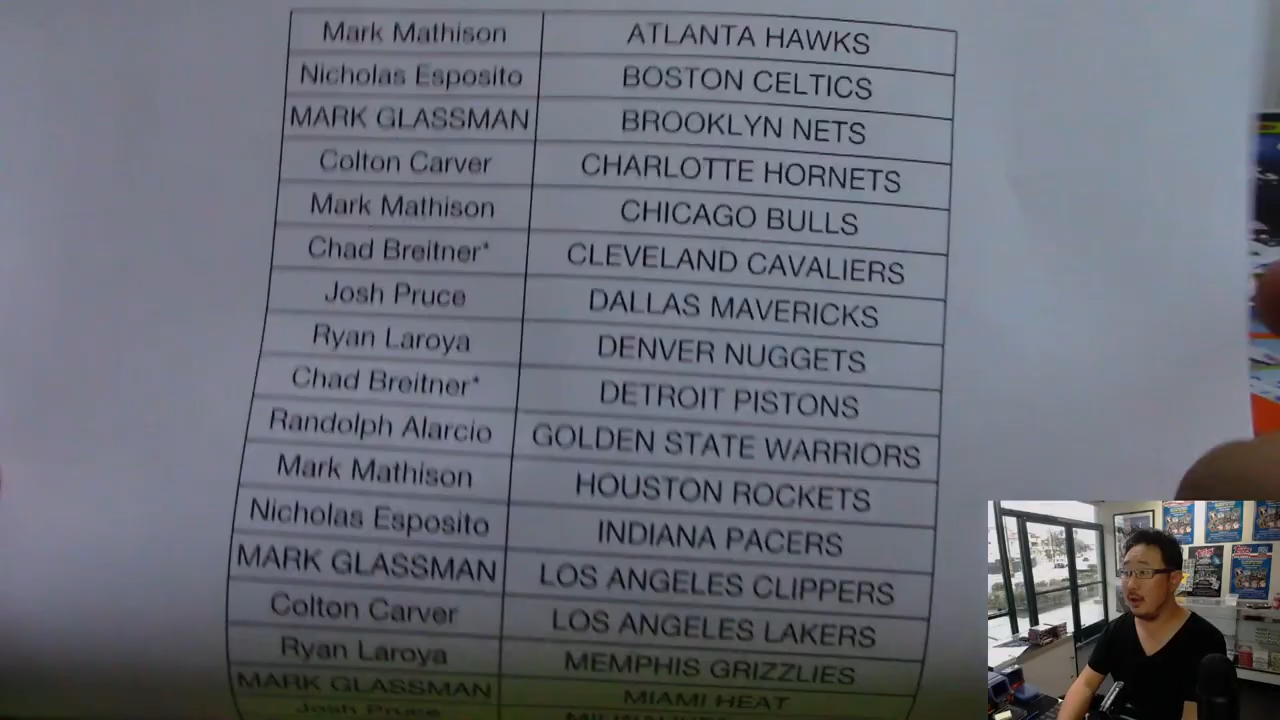 Mark Mathison ATLANTA HAWKS
Nicholas Esposito BOSTON CELTICS
MARK GLASSMAN BROOKLYN NETS
Colton Carver CHARLOTTE HORNETS
Mark Mathison CHICAGO BULLS
Chad Breitner* CLEVELAND CAVALIERS
Josh Pruce DALLAS MAVERICKS
Ryan Laroya DENVER NUGGETS
Chad Breitner* DETROIT PISTONS
Randolph Alarcio GOLDEN STATE WARRIORS
Mark Mathison HOUSTON ROCKETS
Nicholas Esposito INDIANA PACERS
MARK GLASSMAN LOS ANGELES CLIPPERS
Colton Carver LOS ANGELES LAKERS
Ryan Laroya MEMPHIS GRIZZLIES
MARK GLASSMAN MIAMI HEAT
Josh Pruce